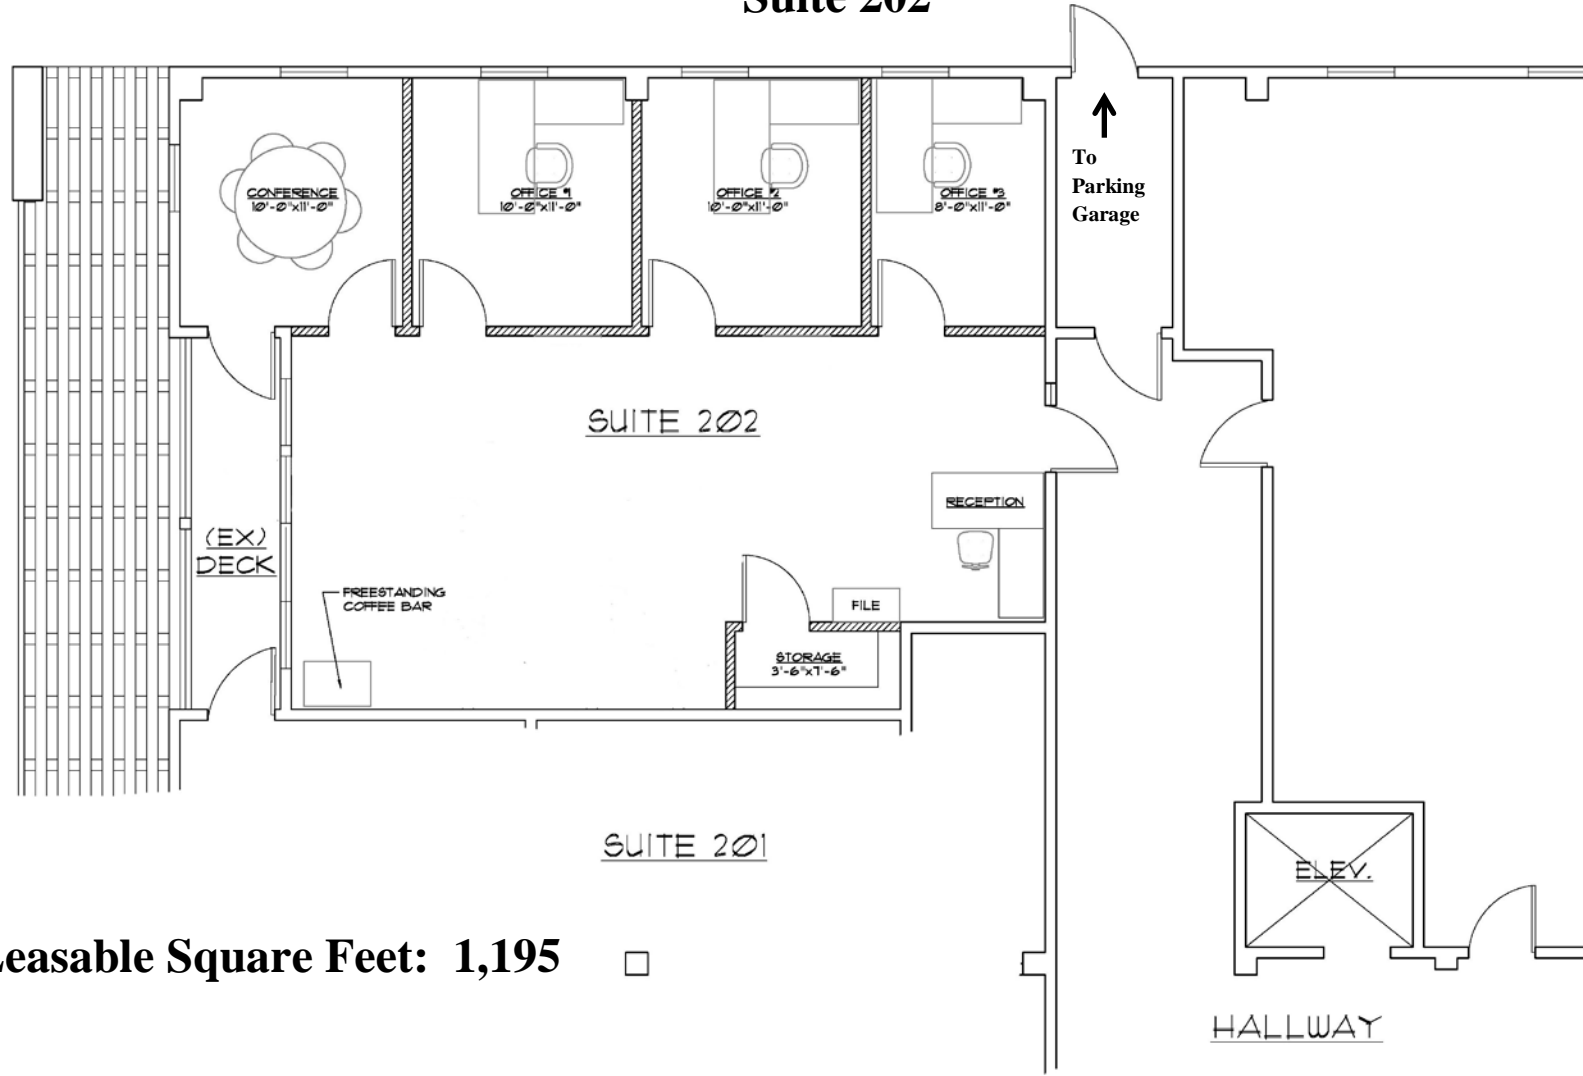 Suite 202
To
Parking
Garage
CONFERENCE
10'-0"x11'-0"
OFFICE #1
10'-0"x11'-0"
OFFICE #2
10'-0"x11'-0"
OFFICE #3
8'-0"x11'-0"
SUITE 202
RECEPTION
(EX)
DECK
FREESTANDING
COFFEE BAR
FILE
STORAGE
3'-6"x7'-6"
SUITE 201
ELEV.
Leasable Square Feet: 1,195
HALLWAY